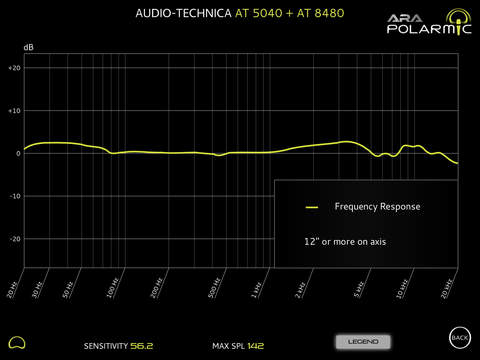 AUDIO-TECHNICA AT 5040 + AT 8480
ARA
POLARMIC
dB
+20
+10
0
-10
-20
Frequency Response
12" or more on axis
20 Hz 30 Hz 50 Hz 100 Hz 200 Hz 500 Hz 1 kHz 2 kHz 5 kHz 10 kHz 20 kHz
SENSITIVITY 56.2 MAX SPL 142 LEGEND BACK